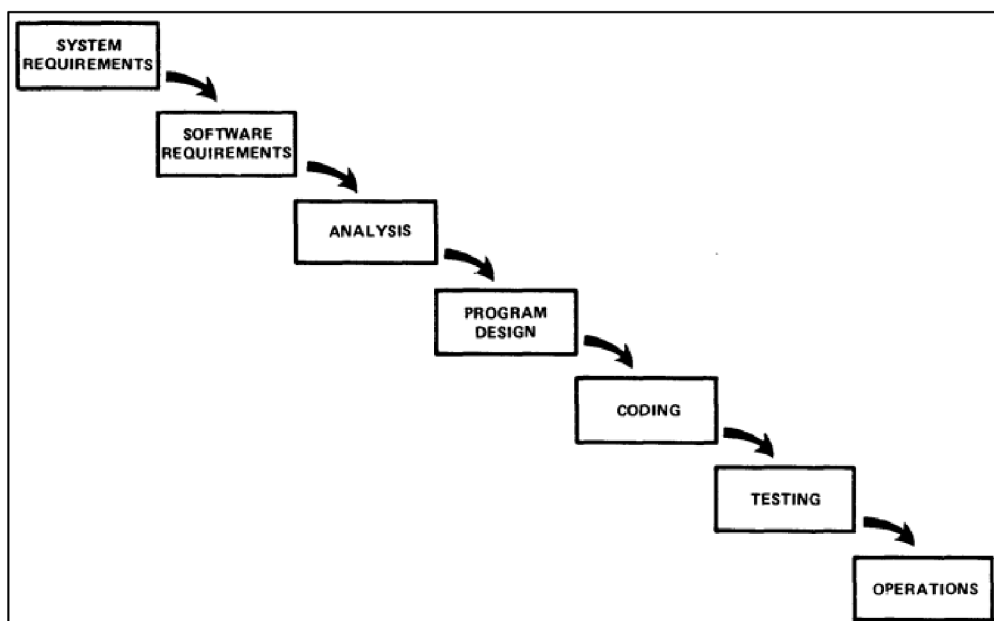 SYSTEM
REQUIREMENTS
SOFTWARE
REQUIREMENTS
ANALYSIS
PROGRAM
DESIGN
CODING
TESTING
OPERATIONS